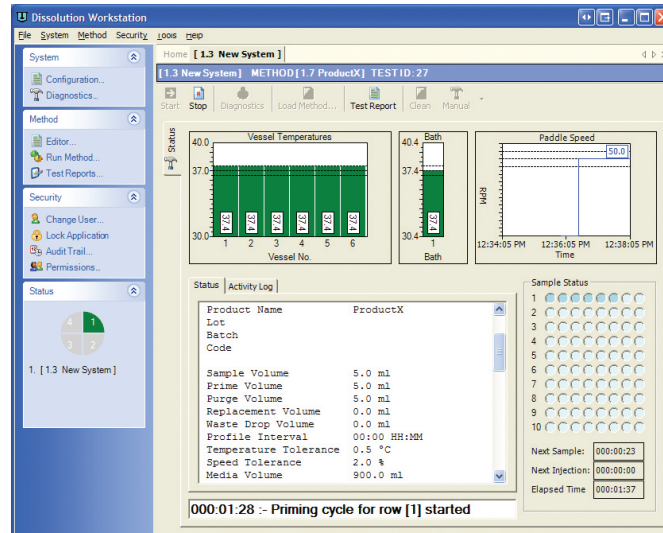 Dissolution Workstation
File System Method Security Tools Help
System
Configuration...
Diagnostics...
Method
Editor...
Run Method...
Test Reports...
Security
Change User...
Lock Application
Audit Trail...
Permissions..
Status
4 1
3 2
1. [ 1.3 New System ]
Home [ 1.3 New System ]
[1.3 New System] METHOD [1.7 ProductX] TESTID: 27
Start Stop Diagnostics Load Method... Test Report Clean Manual
Status
Vessel Temperatures
40.0
37.0
30.0
37.4 37.4 37.4 37.4 37.4 37.4
1 2 3 4 5 6
Vessel No.
Bath
40.4
37.4
30.4
37.4
1
Bath
Paddle Speed
50.0
RPM
12:34:05 PM 12:36:05 PM 12:38:05 PM
Time
Status Activity Log
Product Name ProductX
Lot
Batch
Code
Sample Volume 5.0 ml
Prime Volume 5.0 ml
Purge Volume 5.0 ml
Replacement Volume 0.0 ml
Waste Drop Volume 0.0 ml
Profile Interval 00:00 HH:MM
Temperature Tolerance 0.5 °C
Speed Tolerance 2.0 %
Media Volume 900.0 ml
000:01:28 :- Priming cycle for row [1] started
Sample Status
1
2
3
4
5
6
7
8
9
10
Next Sample: 000:00:23
Next Injection: 000:00:00
Elapsed Time 000:01:37